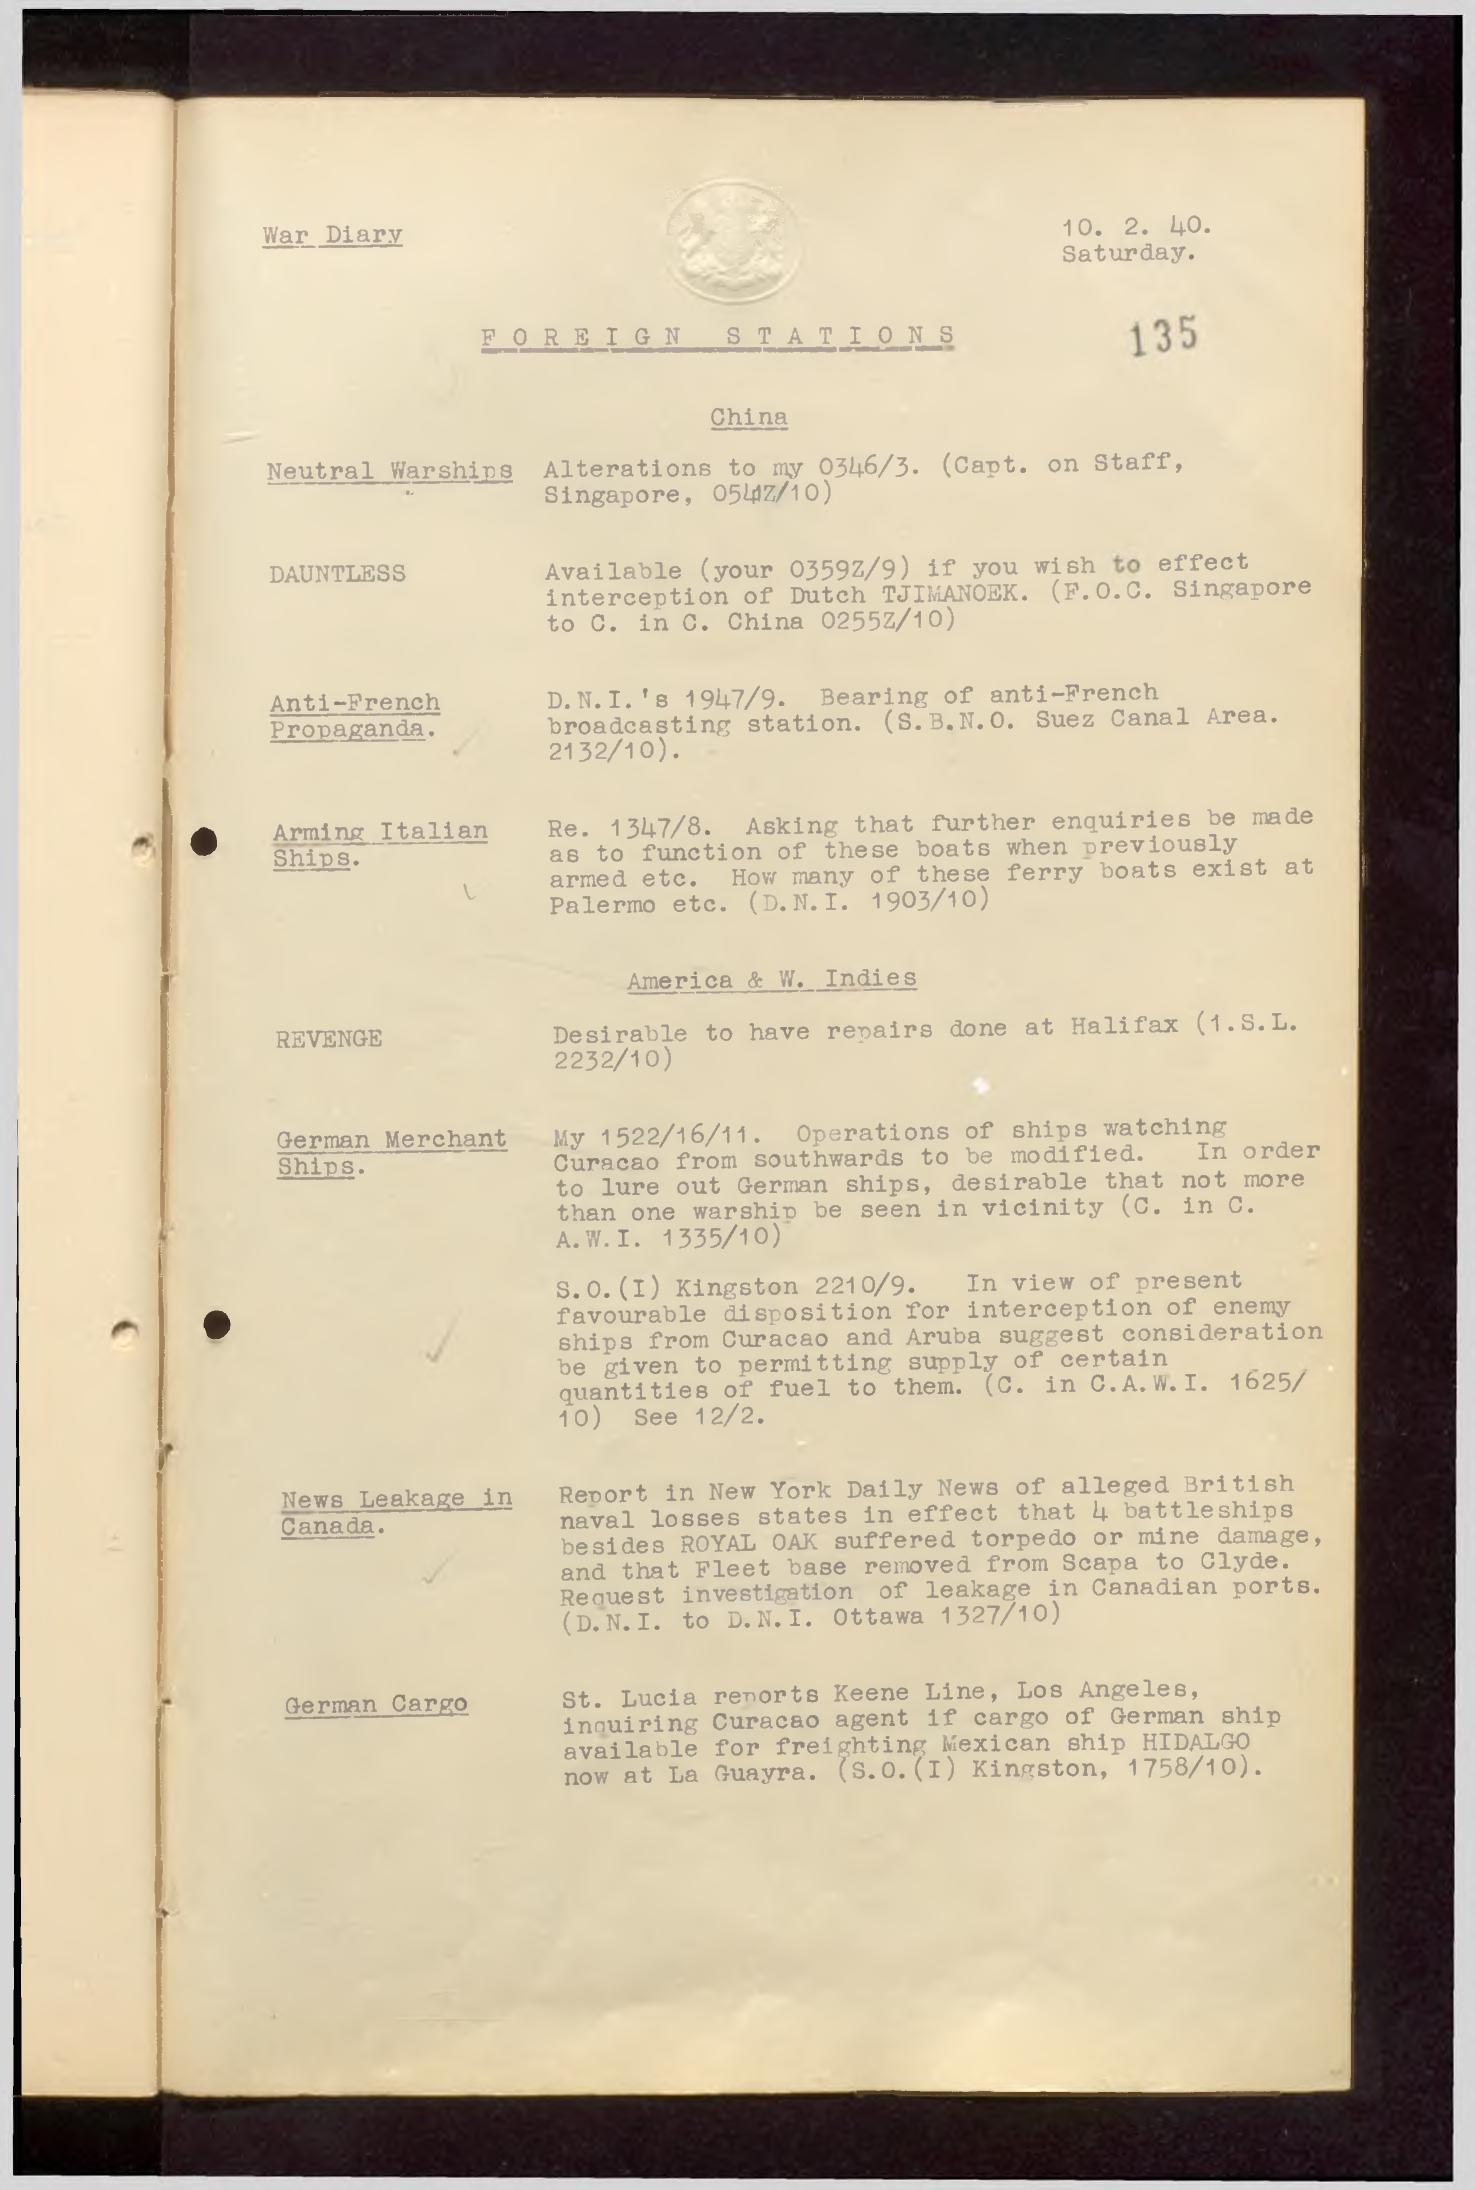 War Diary
10. 2. 40.
Saturday.
FOREIGN STATIONS
135
China
Neutral Warships Alterations to my 0346/3. (Capt. on Staff,
Singapore, /10)
DAUNTLESS Available (your 0359Z/9) if you wish to effect
interception of Dutch TJIMANOEK. (F.O.C. Singapore
to C. in C. China 0255Z/10)
Anti-French D.N.I.'s 1947/9. Bearing of anti-French
Propaganda. broadcasting station. (S.B.N.O. Suez Canal Area.
2132/10).
Arming Italian Re. 1347/8. Asking that further enquiries be made
Ships. as to function of these boats when previously
armed etc. How many of these ferry boats exist at
Palermo etc. (D.N.I. 1903/10)
America & W. Indies
REVENGE Desirable to have repairs done at Halifax (1.S.L.
2232/10)
German Merchant My 1522/16/11. Operations of ships watching
Ships. Curacao from southwards to be modified. In order
to lure out German ships, desirable that not more
than one warship be seen in vicinity (C. in C.
A.W.I. 1335/10)
S.O.(I) Kingston 2210/9. In view of present
favourable disposition for interception of enemy
ships from Curacao and Aruba suggest consideration
be given to permitting supply of certain
quantities of fuel to them. (C. in C.A.W.I. 1625/
10) See 12/2.
News Leakage in Report in New York Daily News of alleged British
Canada. naval losses states in effect that 4 battleships
besides ROYAL OAK suffered torpedo or mine damage,
and that Fleet base removed from Scapa to Clyde.
Request investigation of leakage in Canadian ports.
(D.N.I. to D.N.I. Ottawa 1327/10)
German Cargo St. Lucia reports Keene Line, Los Angeles,
inquiring Curacao agent if cargo of German ship
available for freighting Mexican ship HIDALGO
now at La Guayra. (S.O.(I) Kingston, 1758/10).